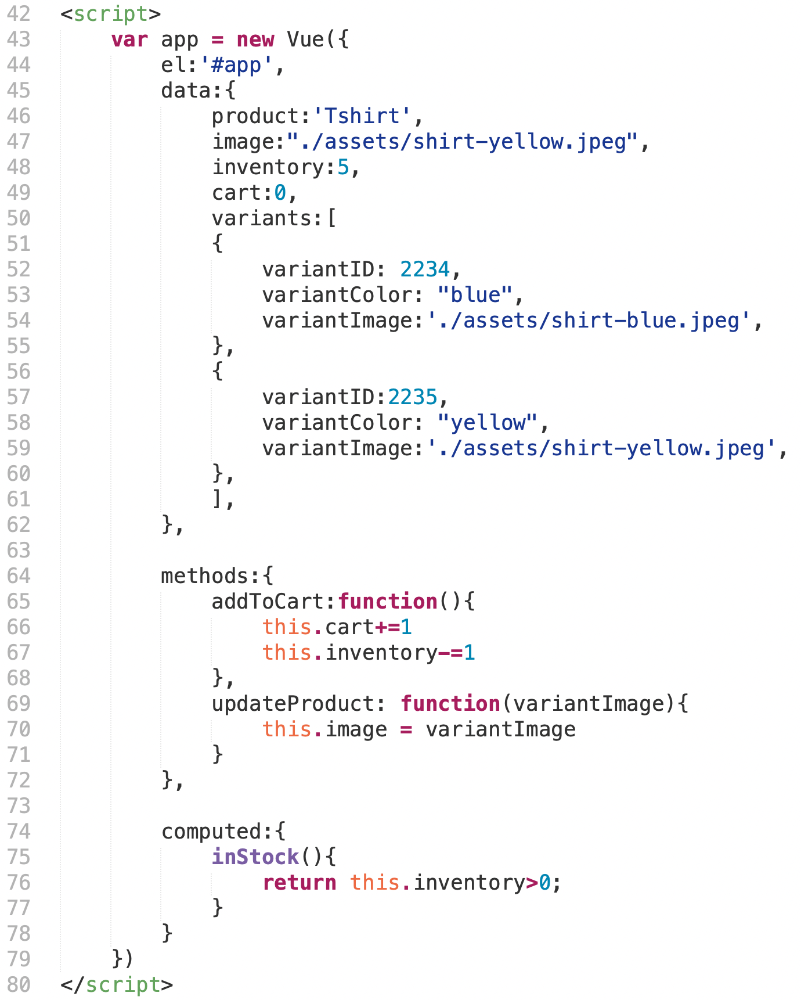 42 <script>
43     var app = new Vue({
44         el:'#app',
45         data:{
46             product:'Tshirt',
47             image:"./assets/shirt-yellow.jpeg",
48             inventory:5,
49             cart:0,
50             variants:[
51             {
52                 variantID: 2234,
53                 variantColor: "blue",
54                 variantImage:'./assets/shirt-blue.jpeg',
55             },
56             {
57                 variantID:2235,
58                 variantColor: "yellow",
59                 variantImage:'./assets/shirt-yellow.jpeg',
60             },
61             ],
62         },
63
64         methods:{
65             addToCart:function(){
66                 this.cart+=1
67                 this.inventory-=1
68             },
69             updateProduct: function(variantImage){
70                 this.image = variantImage
71             }
72         },
73
74         computed:{
75             inStock(){
76                 return this.inventory>0;
77             }
78         }
79     })
80 </script>